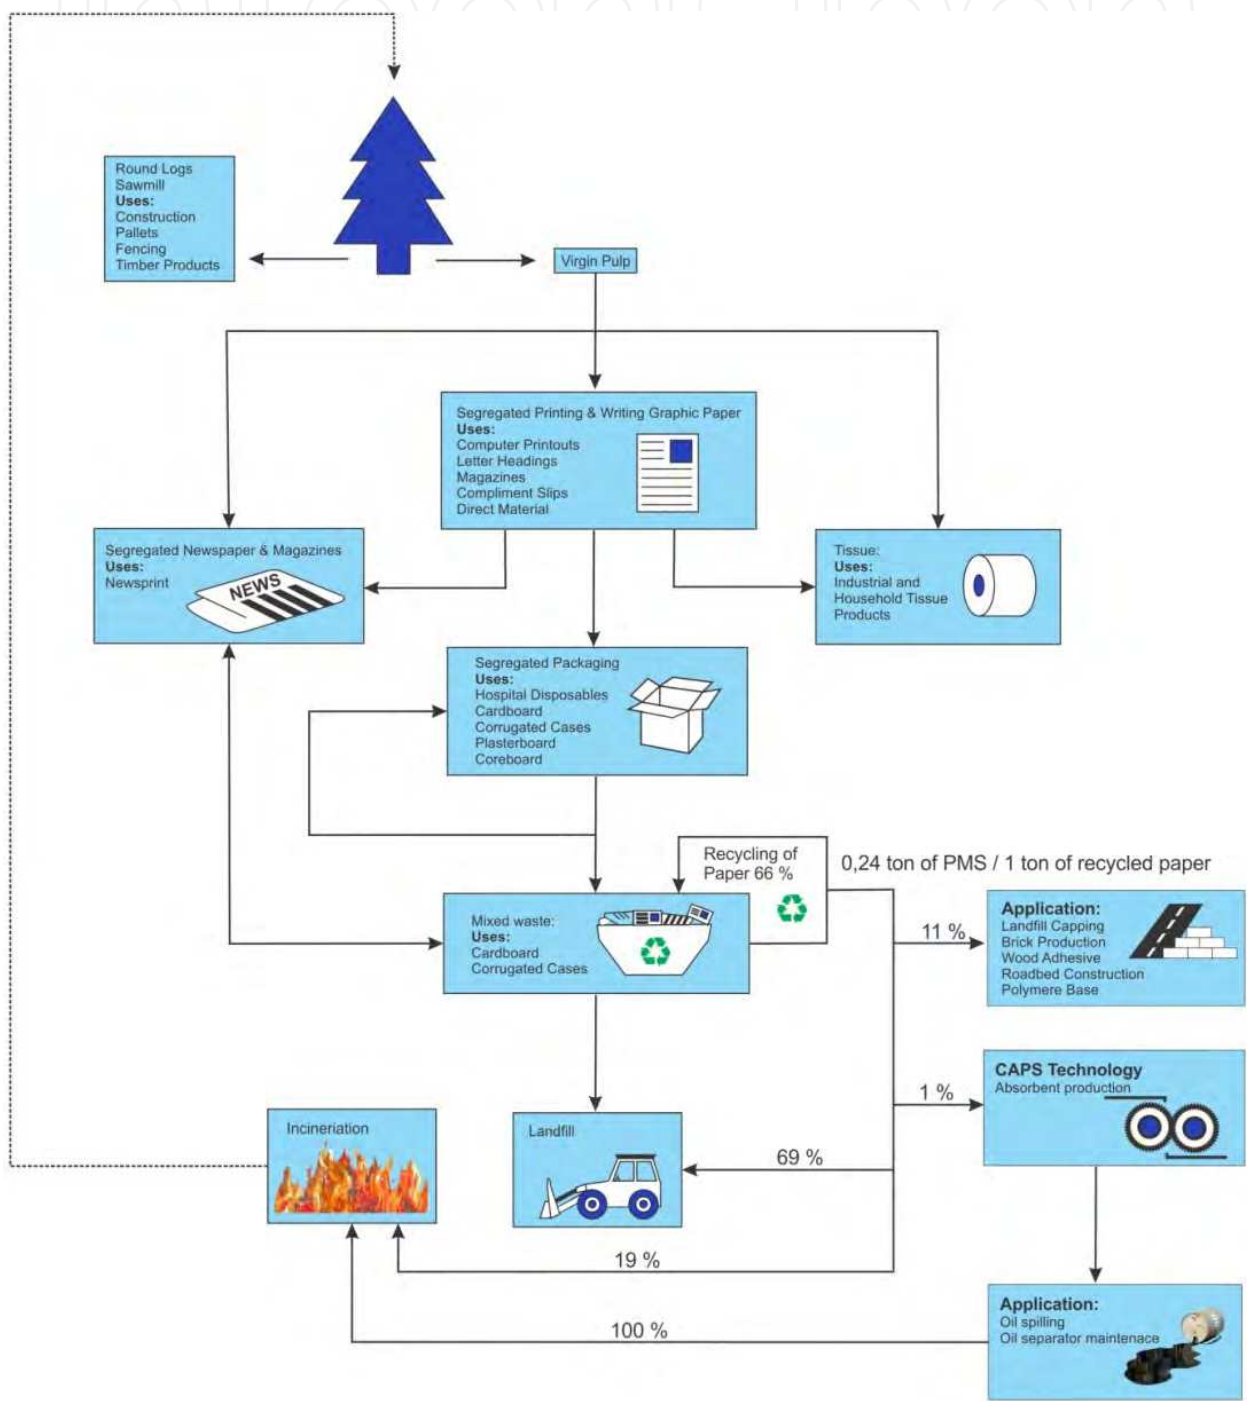 Round Logs
Sawmill
Uses:
Construction
Pallets
Fencing
Timber Products
Virgin Pulp
Segregated Printing & Writing Graphic Paper
Uses:
Computer Printouts
Letter Headings
Magazines
Compliment Slips
Direct Material
Segregated Newspaper & Magazines
Uses:
Newsprint
NEWS
Tissue:
Uses:
Industrial and
Household Tissue
Products
Segregated Packaging
Uses:
Hospital Disposables
Cardboard
Corrugated Cases
Plasterboard
Coreboard
Recycling of
Paper 66 %
0,24 ton of PMS / 1 ton of recycled paper
Mixed waste:
Uses:
Cardboard
Corrugated Cases
11 %
Application:
Landfill Capping
Brick Production
Wood Adhesive
Roadbed Construction
Polymere Base
CAPS Technology
Absorbent production
1 %
Incineriation
Landfill
69 %
19 %
Application:
Oil spilling
Oil separator maintenace
100 %